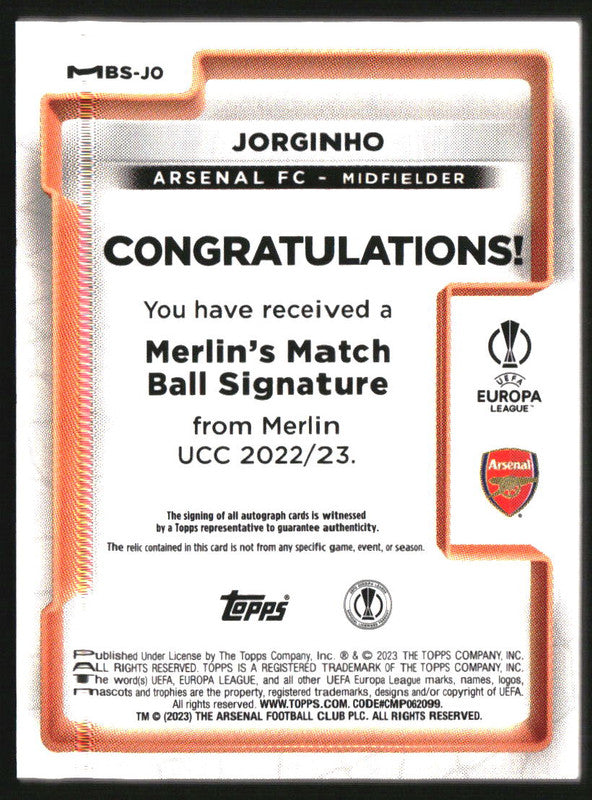 MBS-JO
JORGINHO
ARSENAL FC - MIDFIELDER
CONGRATULATIONS!
You have received a
Merlin's Match
Ball Signature
from Merlin
UCC 2022/23.
UEFA
EUROPA
LEAGUE™
Arsenal
The signing of all autograph cards is witnessed
by a Topps representative to guarantee authenticity.
The relic contained in this card is not from any specific game, event, or season.
Topps®
Published Under License by The Topps Company, Inc. ® & © 2023 THE TOPPS COMPANY, INC.
ALL RIGHTS RESERVED. TOPPS IS A REGISTERED TRADEMARK OF THE TOPPS COMPANY, INC.
The word(s) UEFA, EUROPA LEAGUE, and all other UEFA Europa League marks, names, logos,
mascots and trophies are the property, registered trademarks, designs and/or copyright of UEFA.
All rights reserved. WWW.TOPPS.COM. CODE#CMP062099.
TM © (2023) THE ARSENAL FOOTBALL CLUB PLC. ALL RIGHTS RESERVED.